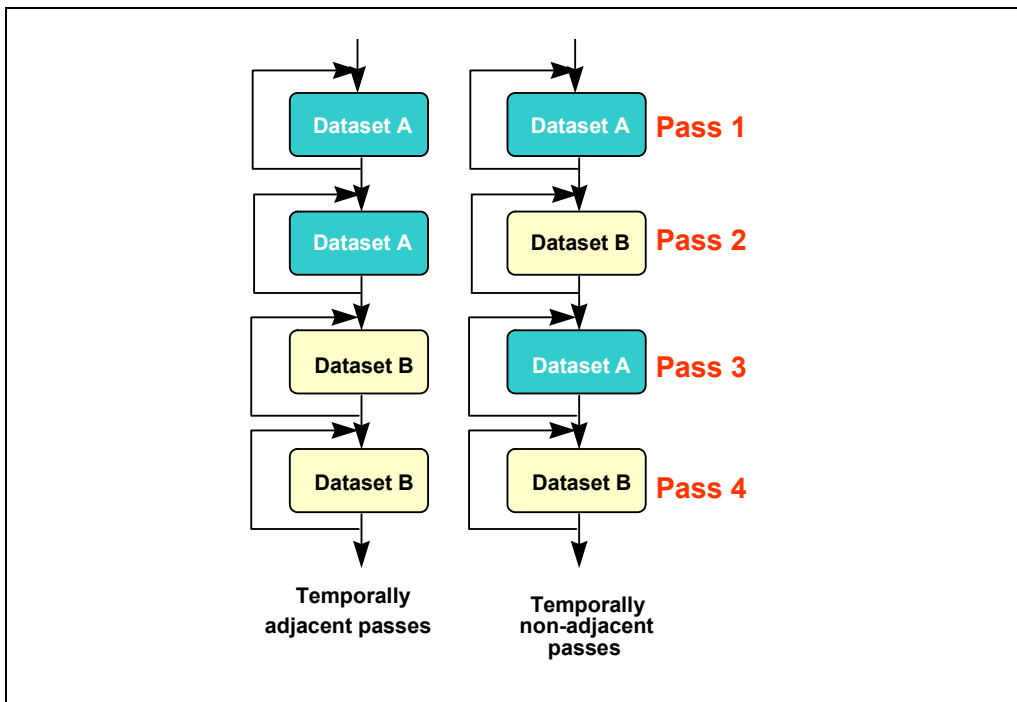 Dataset A
Dataset A
Pass 1
Dataset A
Dataset B
Pass 2
Dataset B
Dataset A
Pass 3
Dataset B
Dataset B
Pass 4
Temporally
adjacent passes
Temporally
non-adjacent
passes